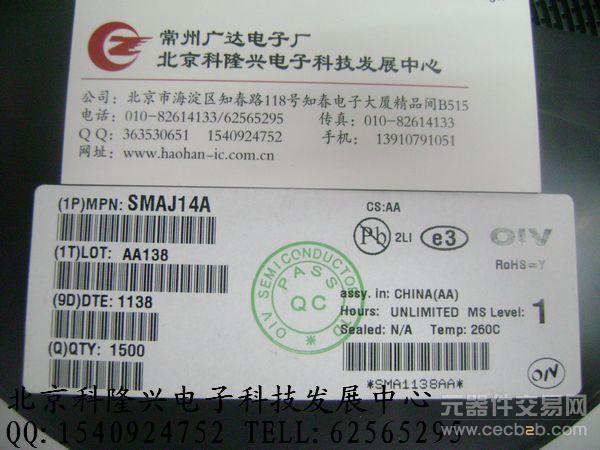 常州广达电子厂
北京科隆兴电子科技发展中心
公司：北京市海淀区知春路118号知春电子大厦精品间B515
电话：010-82614133/62565295 传真：010-82614133
QQ：363530651 1540924752 手机：13910791051
网址：www.haohan-ic.com.cn
(1P)MPN: SMAJ14A
CS:AA
Pb 2LI e3 OIV
RoHS=Y
(1T)LOT: AA138
(9D)DTE: 1138
(Q)QTY: 1500
OIV SEMICONDUCTOR
PASS
QC
assy. in: CHINA(AA)
Hours: UNLIMITED MS Level: 1
Sealed: N/A Temp: 260C
*SMA1138AA*
NO
北京科隆兴电子科技发展中心
QQ:1540924752 TELL:62565295
元器件交易网
www.cecb2b.com